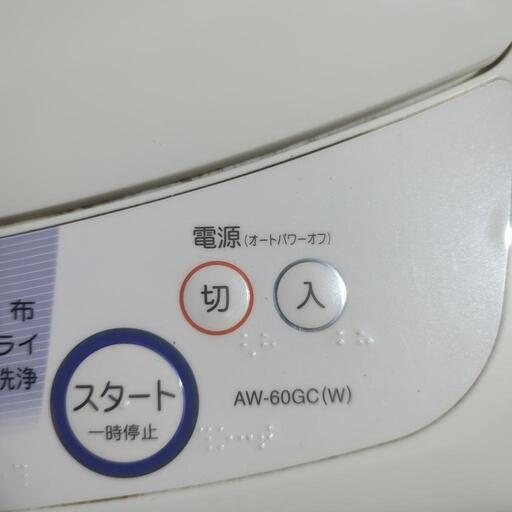 電源(オートパワーオフ)
切 入
布
ライ
洗浄
スタート
一時停止
AW-60GC(W)